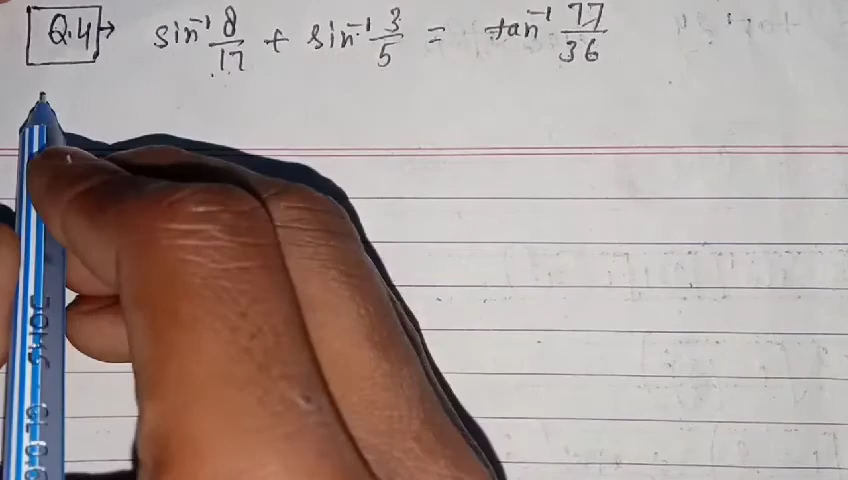 Q.4→ sin⁻¹ 8/17 + sin⁻¹ 3/5 = tan⁻¹ 77/36